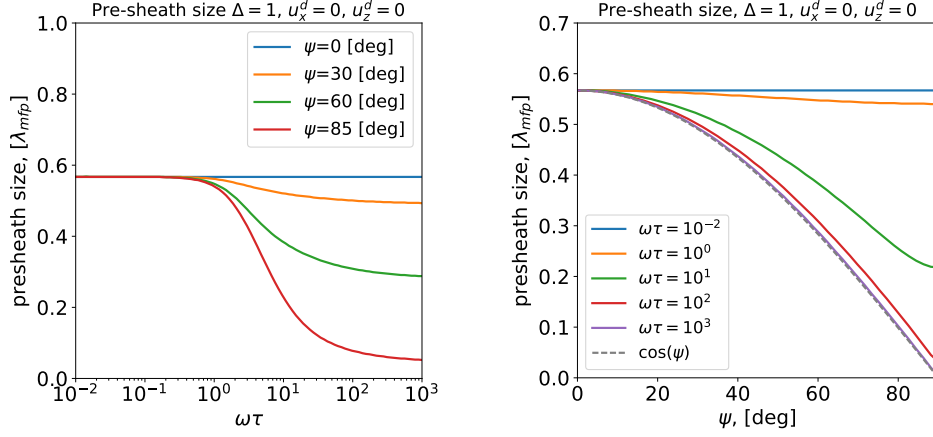 Pre-sheath size Δ = 1, u_x^d = 0, u_z^d = 0
presheath size, [λ_mfp]
1.0
0.8
0.6
0.4
0.2
0.0
ψ=0 [deg]
ψ=30 [deg]
ψ=60 [deg]
ψ=85 [deg]
10^−2 10^−1 10^0 10^1 10^2 10^3
ωτ
Pre-sheath size, Δ = 1, u_x^d = 0, u_z^d = 0
presheath size, [λ_mfp]
0.7
0.6
0.5
0.4
0.3
0.2
0.1
0.0
ωτ = 10^−2
ωτ = 10^0
ωτ = 10^1
ωτ = 10^2
ωτ = 10^3
cos(ψ)
0 20 40 60 80
ψ, [deg]